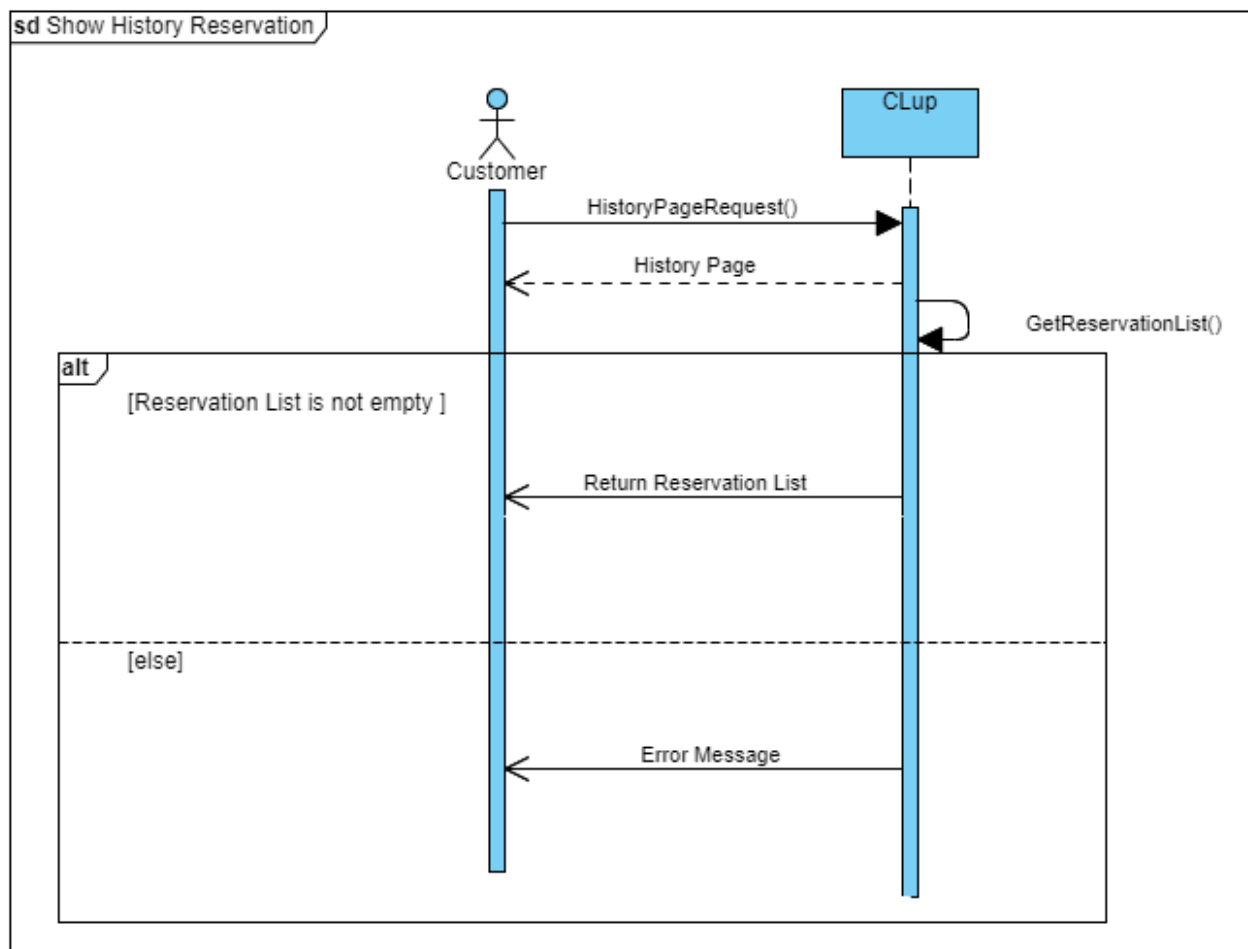 sd Show History Reservation
CLup
Customer
HistoryPageRequest()
History Page
GetReservationList()
alt
[Reservation List is not empty ]
Return Reservation List
[else]
Error Message